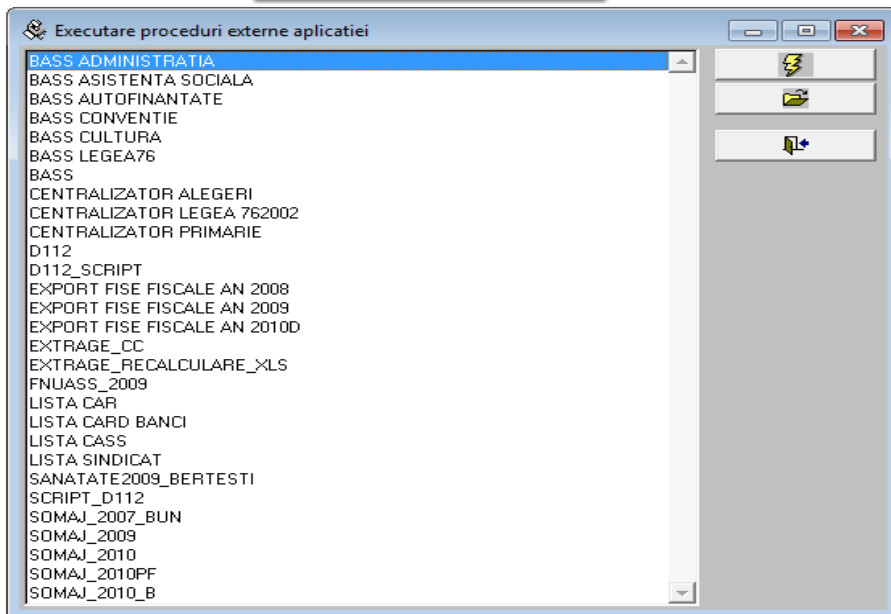 Executare proceduri externe aplicatiei
BASS ADMINISTRATIA
BASS ASISTENTA SOCIALA
BASS AUTOFINANTATE
BASS CONVENTIE
BASS CULTURA
BASS LEGEA76
BASS
CENTRALIZATOR ALEGERI
CENTRALIZATOR LEGEA 762002
CENTRALIZATOR PRIMARIE
D112
D112_SCRIPT
EXPORT FISE FISCALE AN 2008
EXPORT FISE FISCALE AN 2009
EXPORT FISE FISCALE AN 2010D
EXTRAGE_CC
EXTRAGE_RECALCULARE_XLS
FNUASS_2009
LISTA CAR
LISTA CARD BANCI
LISTA CASS
LISTA SINDICAT
SANATATE2009_BERTESTI
SCRIPT_D112
SOMAJ_2007_BUN
SOMAJ_2009
SOMAJ_2010
SOMAJ_2010PF
SOMAJ_2010_B